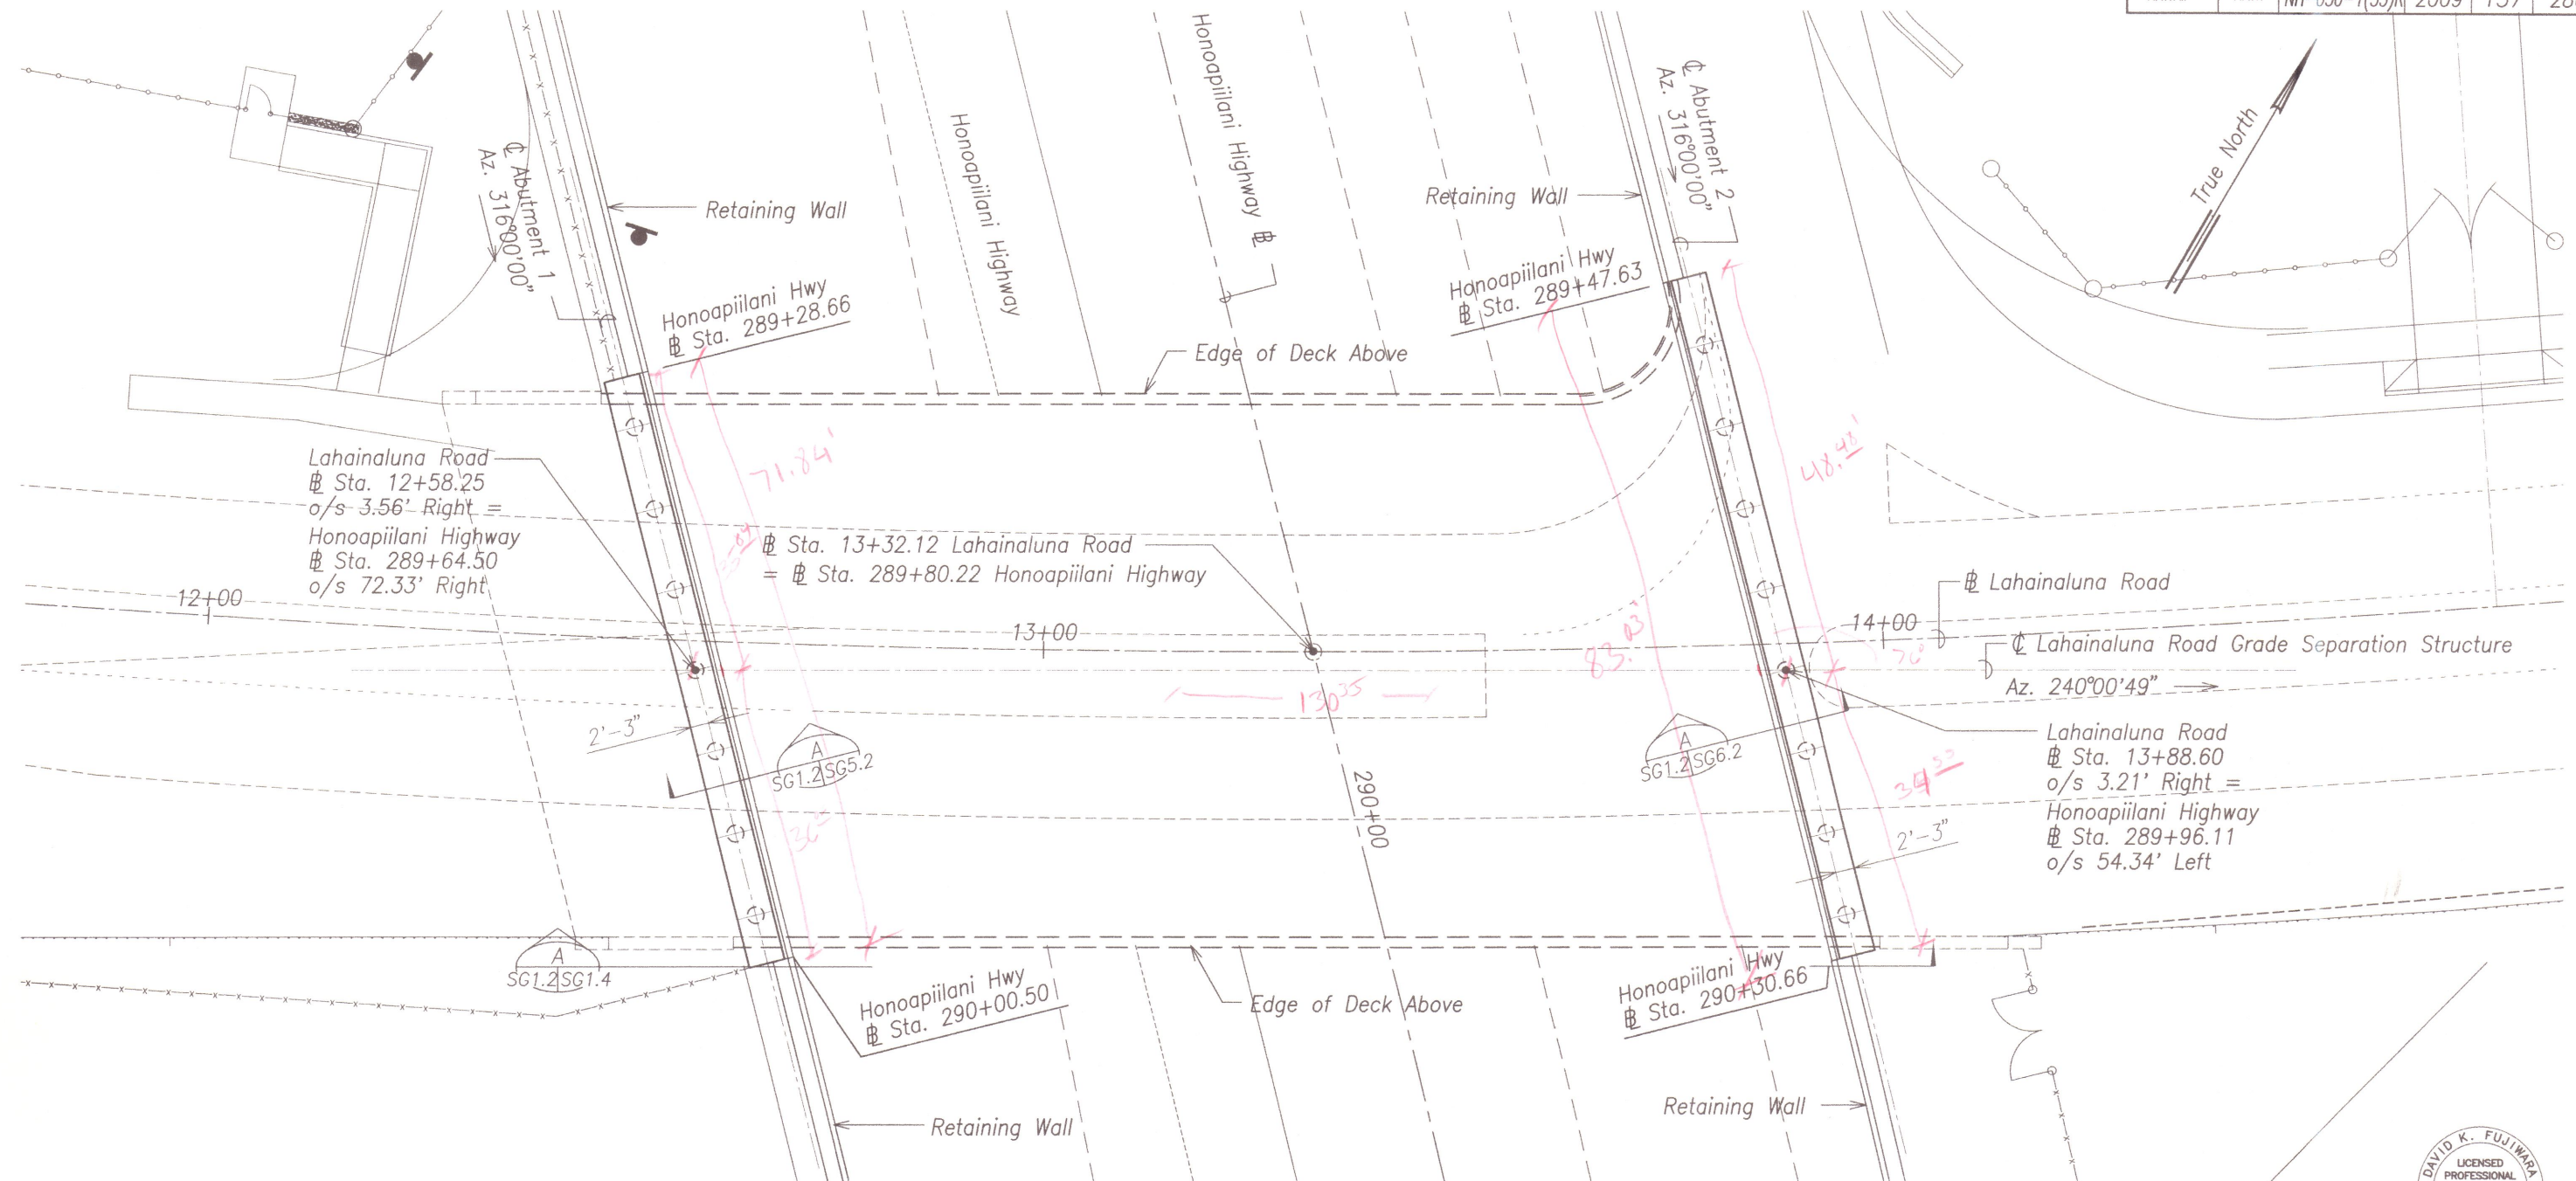 NH-030-1(35)R 2009 157
True North
℄ Abutment 1
Az. 316°00'00"
Retaining Wall
Honoapiilani Highway
Honoapiilani Highway ⅊
Retaining Wall
℄ Abutment 2
Az. 316°00'00"
Honoapiilani Hwy
⅊ Sta. 289+28.66
Honoapiilani Hwy
⅊ Sta. 289+47.63
Edge of Deck Above
71.84'
48.48'
Lahainaluna Road
⅊ Sta. 12+58.25
o/s 3.56' Right =
Honoapiilani Highway
⅊ Sta. 289+64.50
o/s 72.33' Right
⅊ Sta. 13+32.12 Lahainaluna Road
= ⅊ Sta. 289+80.22 Honoapiilani Highway
12+00
13+00
14+00
⅊ Lahainaluna Road
℄ Lahainaluna Road Grade Separation Structure
Az. 240°00'49"
83.03'
76°
130.35
2'-3"
A
SG1.2 SG5.2
A
SG1.2 SG6.2
34
290+00
Lahainaluna Road
⅊ Sta. 13+88.60
o/s 3.21' Right =
Honoapiilani Highway
⅊ Sta. 289+96.11
o/s 54.34' Left
2'-3"
A
SG1.2 SG1.4
Honoapiilani Hwy
⅊ Sta. 290+00.50
Edge of Deck Above
Honoapiilani Hwy
⅊ Sta. 290+30.66
Retaining Wall
Retaining Wall
DAVID K. FUJIWARA
LICENSED
PROFESSIONAL